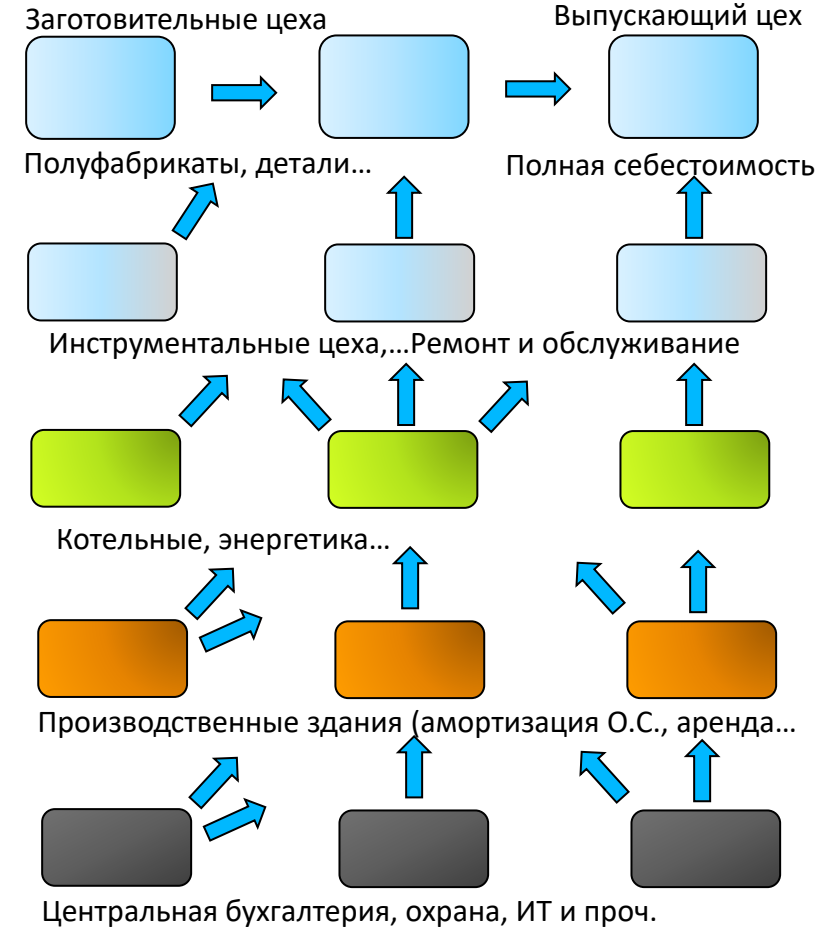 Заготовительные цеха
Выпускающий цех
Полуфабрикаты, детали…
Полная себестоимость
Инструментальные цеха,…Ремонт и обслуживание
Котельные, энергетика…
Производственные здания (амортизация О.С., аренда…
Центральная бухгалтерия, охрана, ИТ и проч.